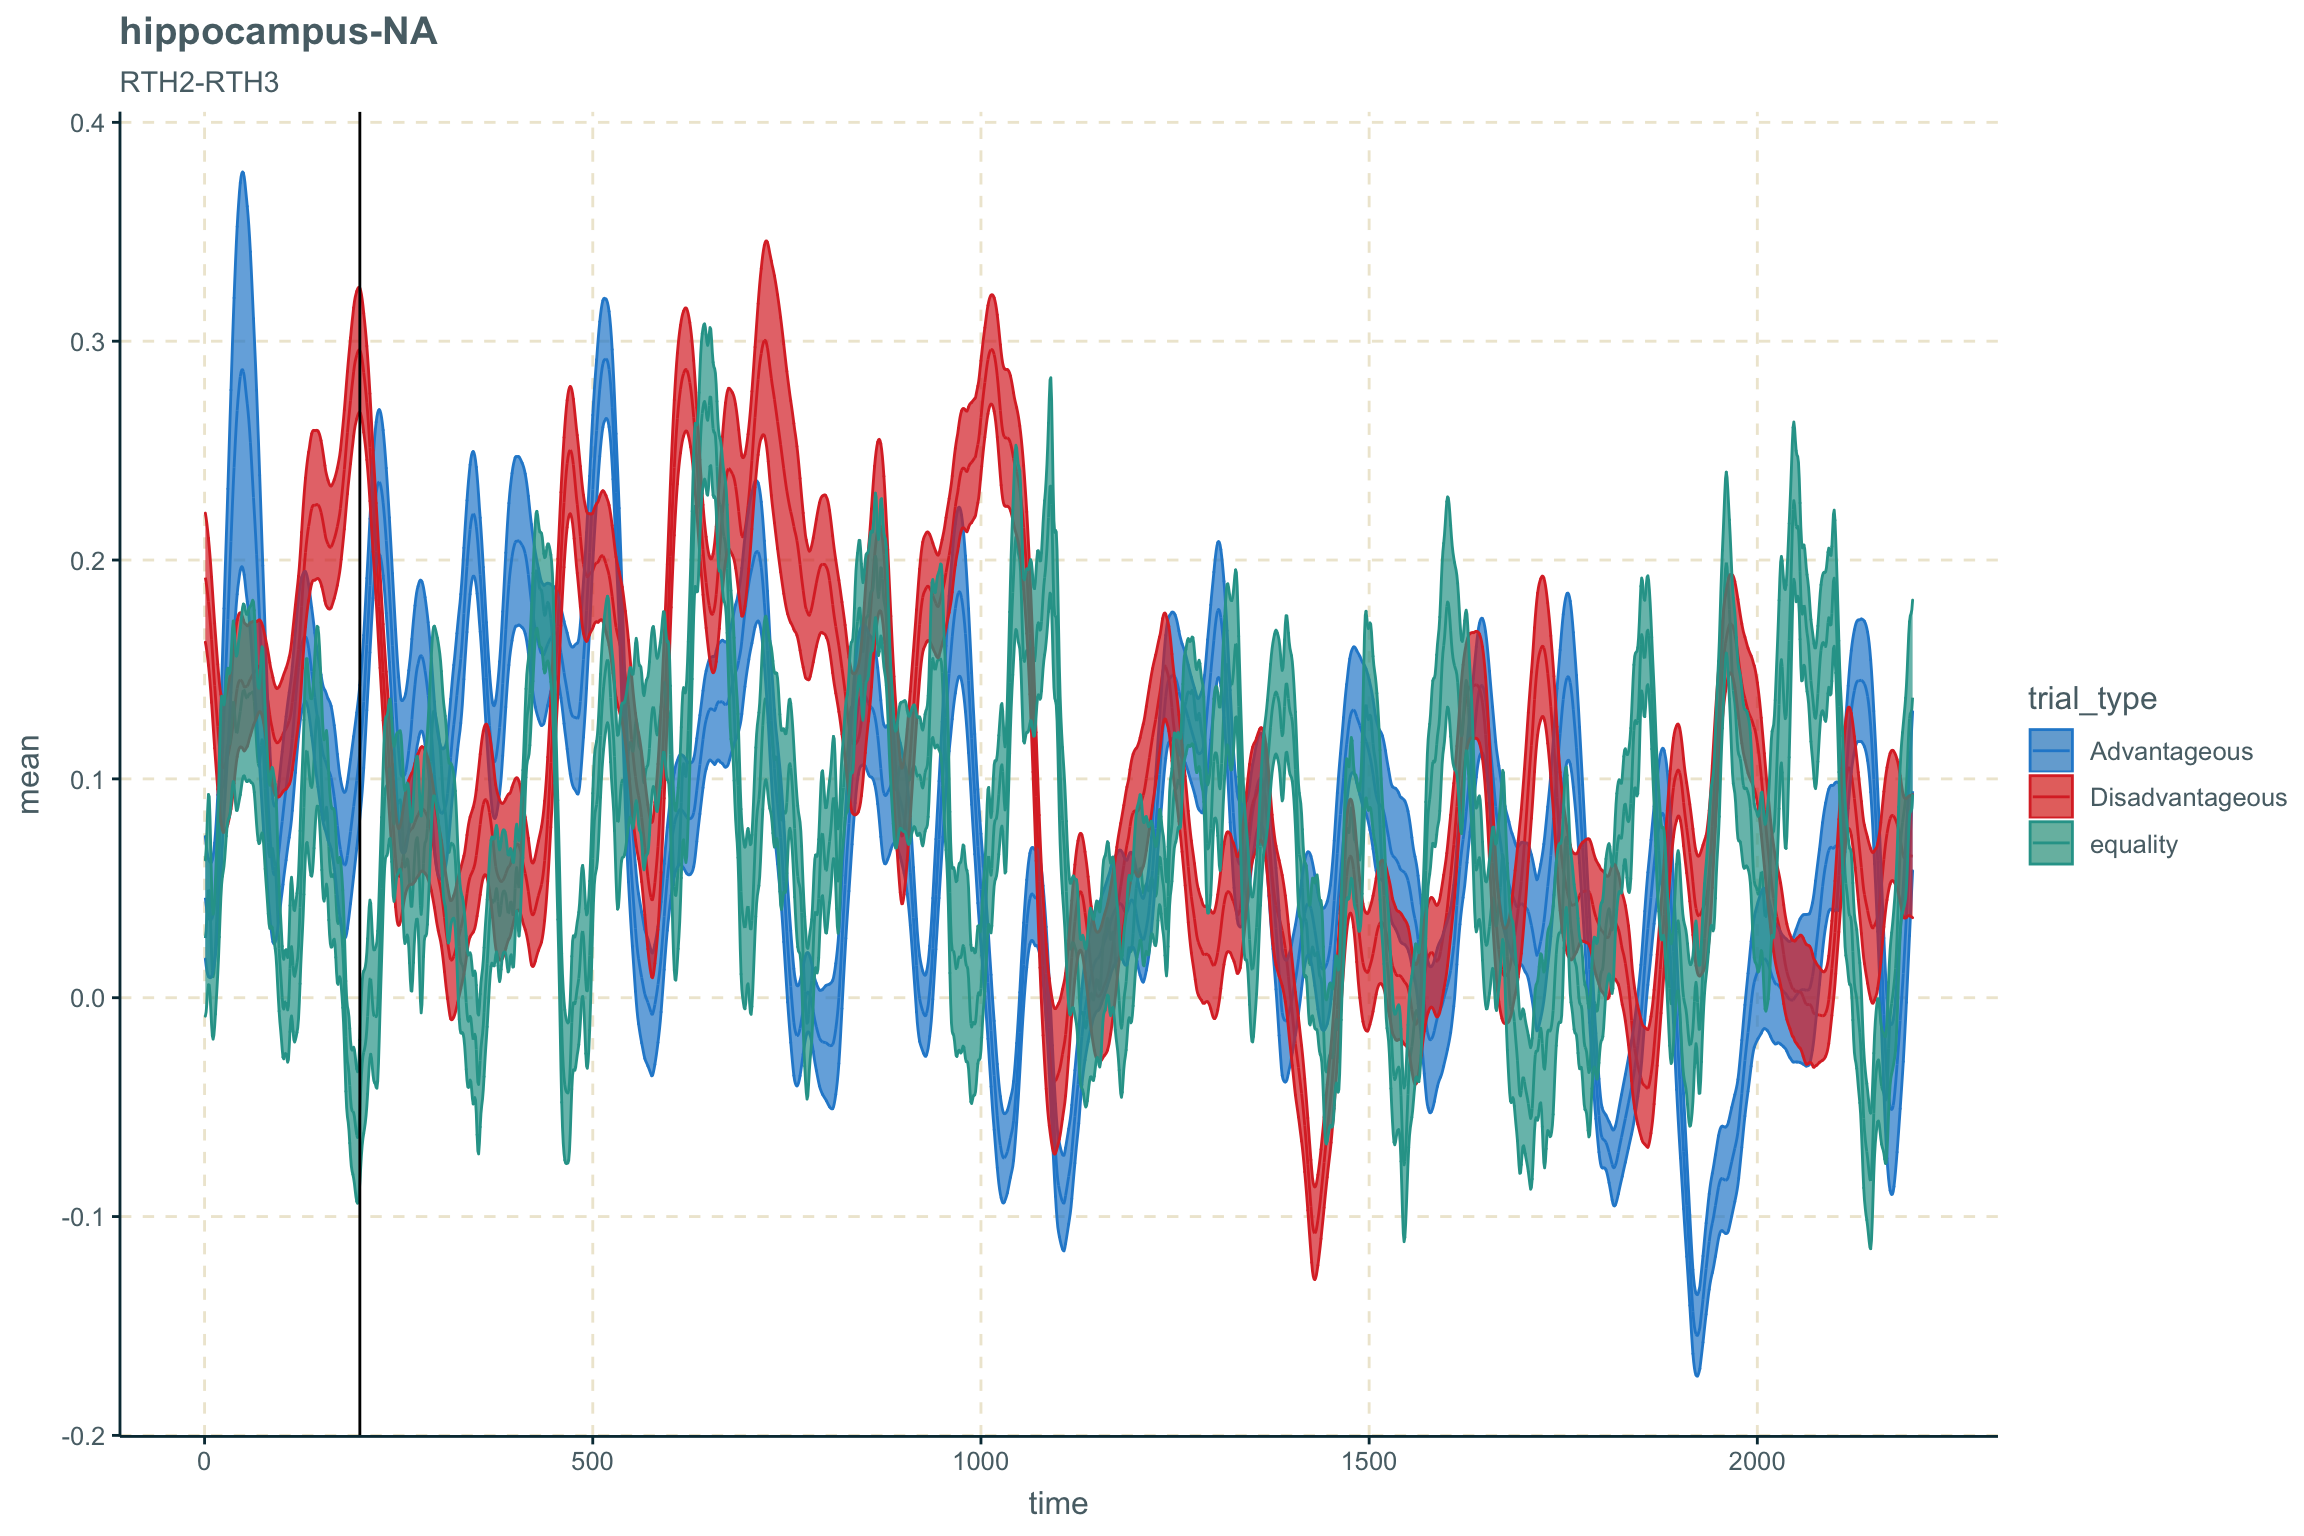 hippocampus-NA
RTH2-RTH3
0.4
0.3
0.2
0.1
0.0
-0.1
-0.2
mean
0 500 1000 1500 2000
time
trial_type
Advantageous
Disadvantageous
equality